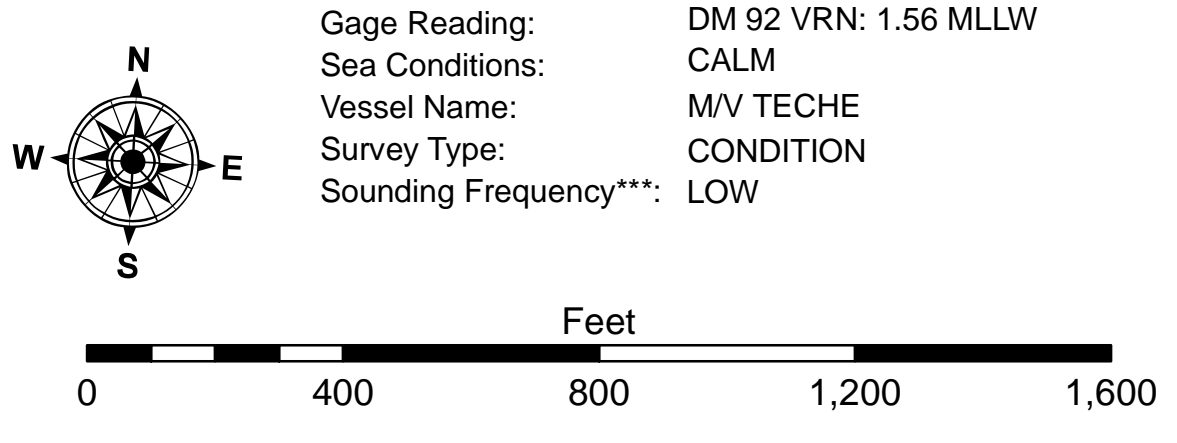 Gage Reading: DM 92 VRN: 1.56 MLLW
Sea Conditions: CALM
Vessel Name: M/V TECHE
Survey Type: CONDITION
Sounding Frequency***: LOW
N
W E
S
Feet
0 400 800 1,200 1,600